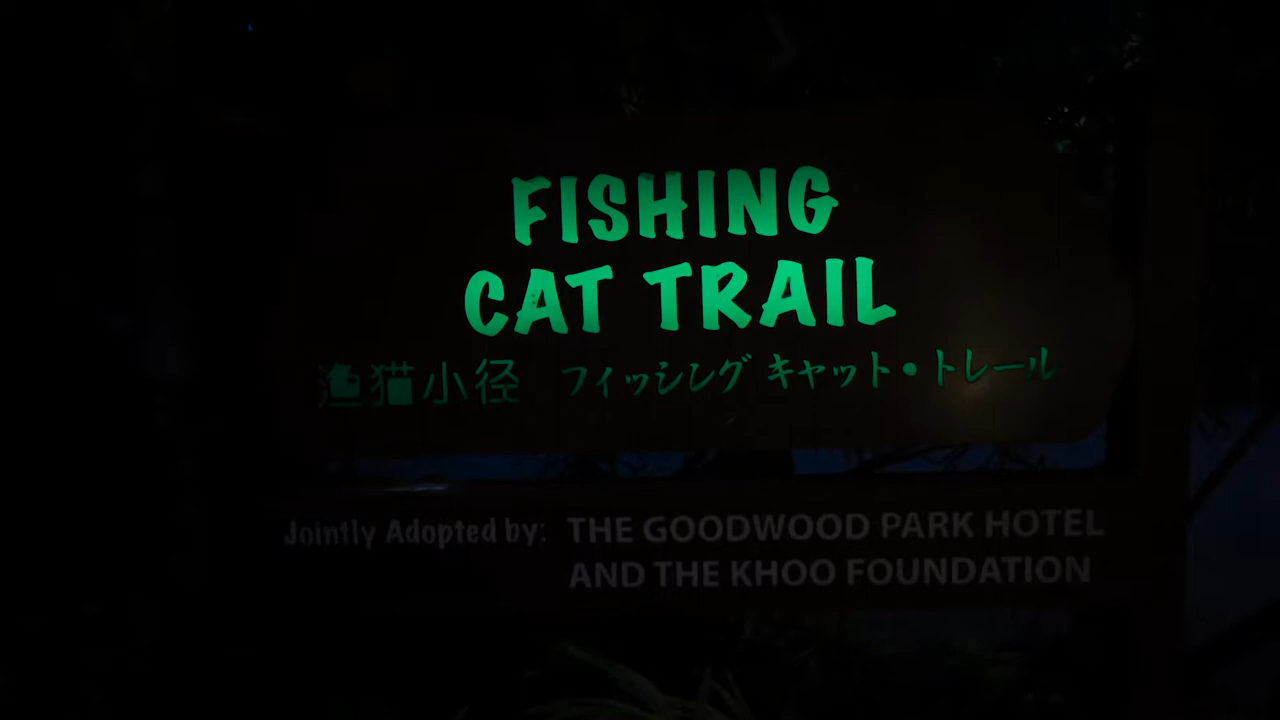 FISHING
CAT TRAIL
渔猫小径 フィッシング キャット・トレール
Jointly Adopted by: THE GOODWOOD PARK HOTEL
AND THE KHOO FOUNDATION